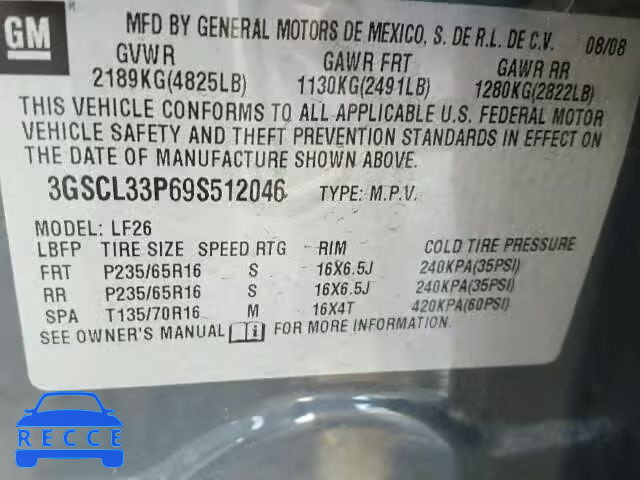 GM
MFD BY GENERAL MOTORS DE MEXICO, S. DE R.L. DE C.V. 08/08
GVWR GAWR FRT GAWR RR
2189KG(4825LB) 1130KG(2491LB) 1280KG(2822LB)
THIS VEHICLE CONFORMS TO ALL APPLICABLE U.S. FEDERAL MOTOR
VEHICLE SAFETY AND THEFT PREVENTION STANDARDS IN EFFECT ON
THE DATE OF MANUFACTURE SHOWN ABOVE.
3GSCL33P69S512046 TYPE: M.P.V.
MODEL: LF26
LBFP TIRE SIZE SPEED RTG RIM COLD TIRE PRESSURE
FRT P235/65R16 S 16X6.5J 240KPA(35PSI)
RR P235/65R16 S 16X6.5J 240KPA(35PSI)
SPA T135/70R16 M 16X4T 420KPA(60PSI)
SEE OWNER'S MANUAL FOR MORE INFORMATION.
RECCE